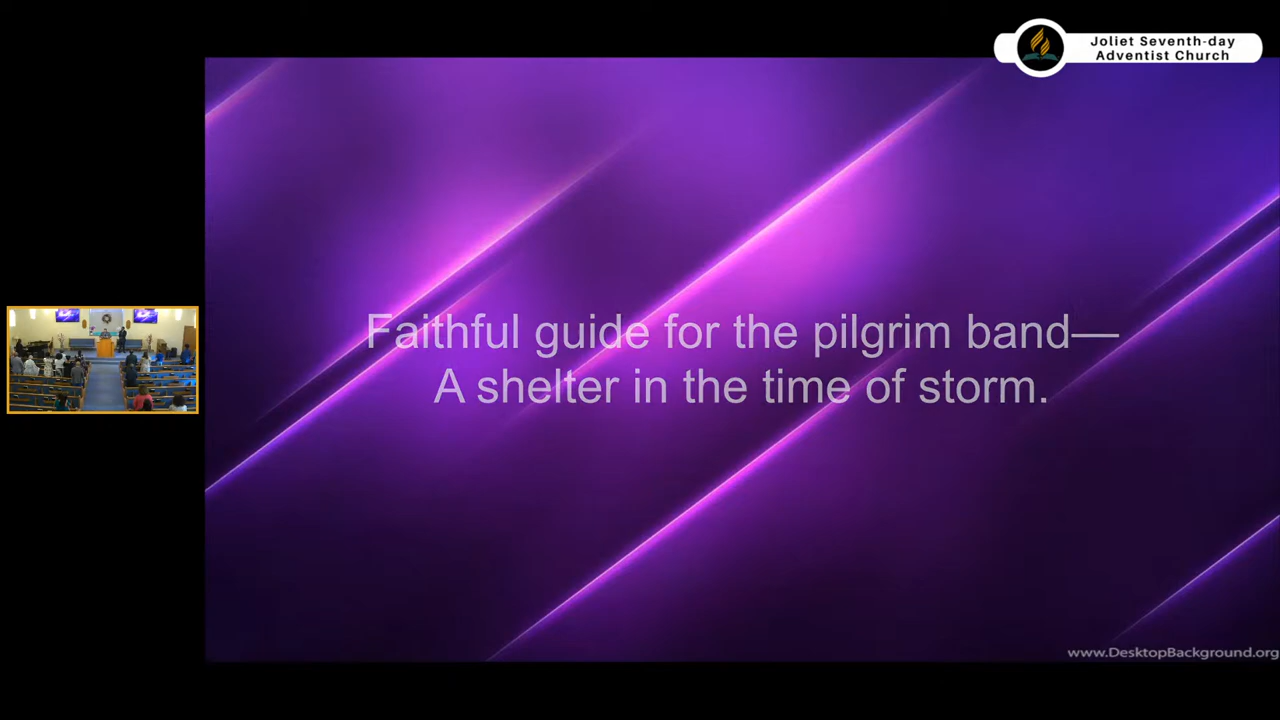 Joliet Seventh-day
Adventist Church
Faithful guide for the pilgrim band—
A shelter in the time of storm.
www.DesktopBackground.org